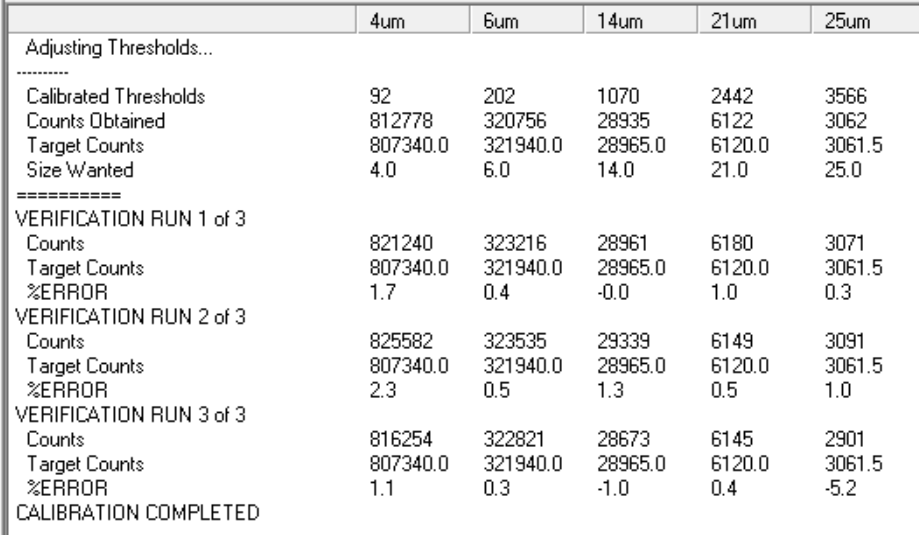 4um 6um 14um 21um 25um
Adjusting Thresholds...
----------
Calibrated Thresholds 92 202 1070 2442 3566
Counts Obtained 812778 320756 28935 6122 3062
Target Counts 807340.0 321940.0 28965.0 6120.0 3061.5
Size Wanted 4.0 6.0 14.0 21.0 25.0
==========
VERIFICATION RUN 1 of 3
Counts 821240 323216 28961 6180 3071
Target Counts 807340.0 321940.0 28965.0 6120.0 3061.5
%ERROR 1.7 0.4 -0.0 1.0 0.3
VERIFICATION RUN 2 of 3
Counts 825582 323535 29339 6149 3091
Target Counts 807340.0 321940.0 28965.0 6120.0 3061.5
%ERROR 2.3 0.5 1.3 0.5 1.0
VERIFICATION RUN 3 of 3
Counts 816254 322821 28673 6145 2901
Target Counts 807340.0 321940.0 28965.0 6120.0 3061.5
%ERROR 1.1 0.3 -1.0 0.4 -5.2
CALIBRATION COMPLETED